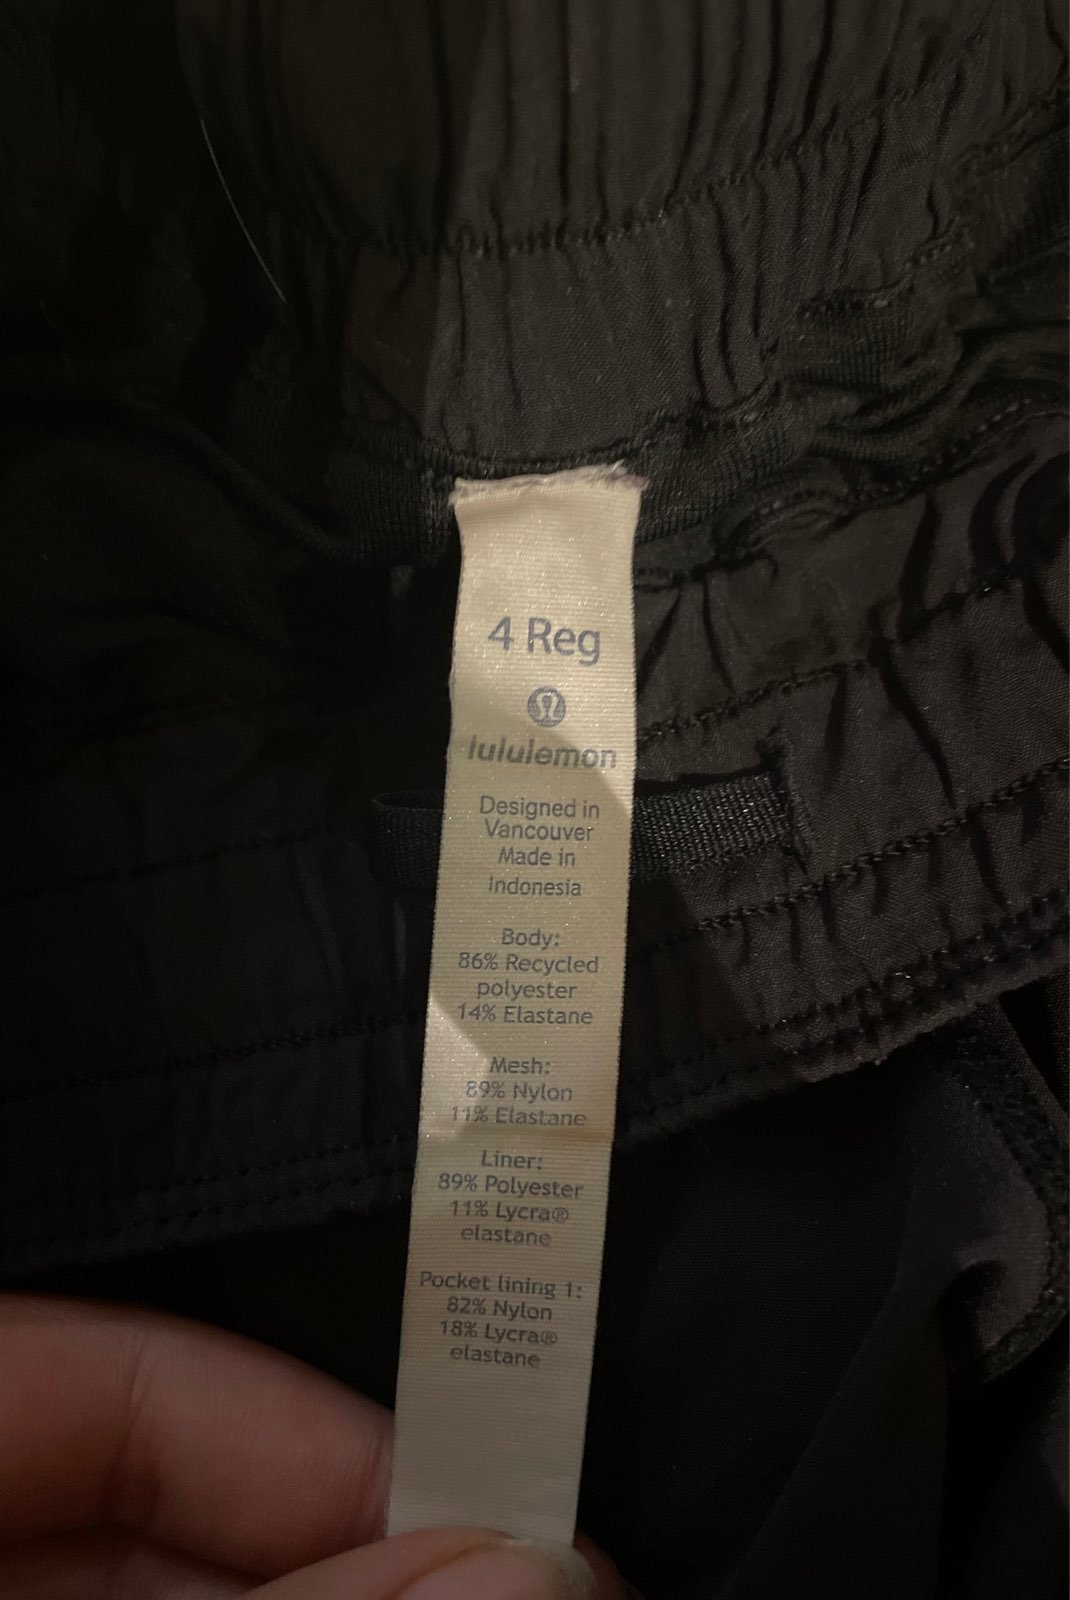 4 Reg
lululemon
Designed in
Vancouver
Made in
Indonesia
Body:
86% Recycled
polyester
14% Elastane
Mesh:
89% Nylon
11% Elastane
Liner:
89% Polyester
11% Lycra®
elastane
Pocket lining 1:
82% Nylon
18% Lycra®
elastane